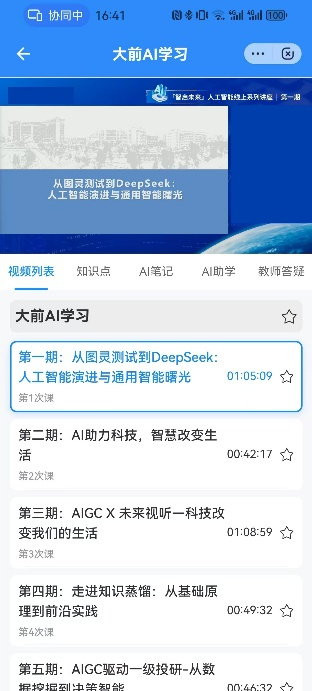 协同中 16:41 100
大前AI学习
AI 「智启未来」人工智能线上系列讲座 | 第一期
从图灵测试到DeepSeek：
人工智能演进与通用智能曙光
视频列表 知识点 AI笔记 AI助学 教师答疑
大前AI学习
第一期：从图灵测试到DeepSeek：
人工智能演进与通用智能曙光 01:05:09
第1次课
第二期：AI助力科技，智慧改变生
活 00:42:17
第2次课
第三期：AIGC X 未来视听—科技改
变我们的生活 01:08:59
第3次课
第四期：走进知识蒸馏：从基础原
理到前沿实践 00:49:32
第4次课
第五期：AIGC驱动一级投研-从数
据挖掘到决策智能 00:46:32